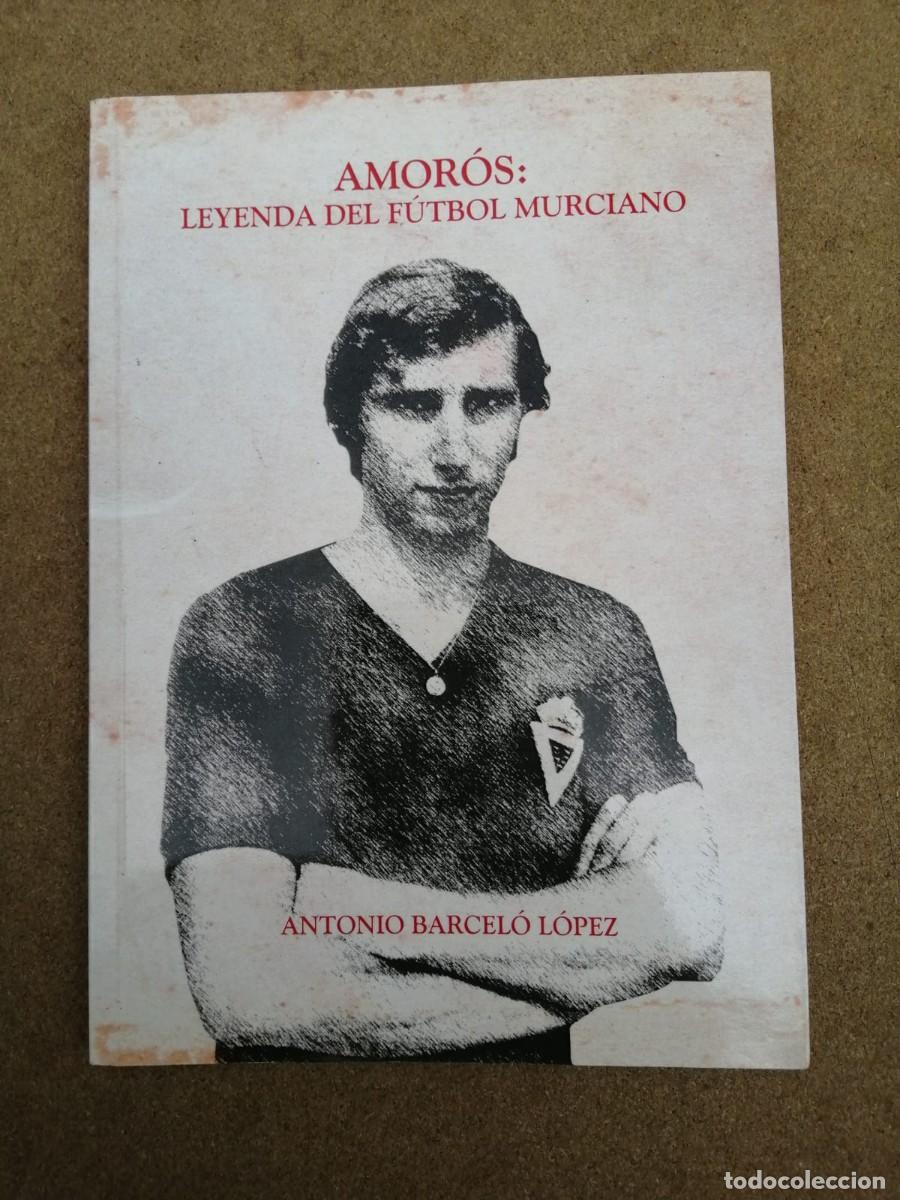 AMORÓS:
LEYENDA DEL FÚTBOL MURCIANO
ANTONIO BARCELÓ LÓPEZ
todocoleccion